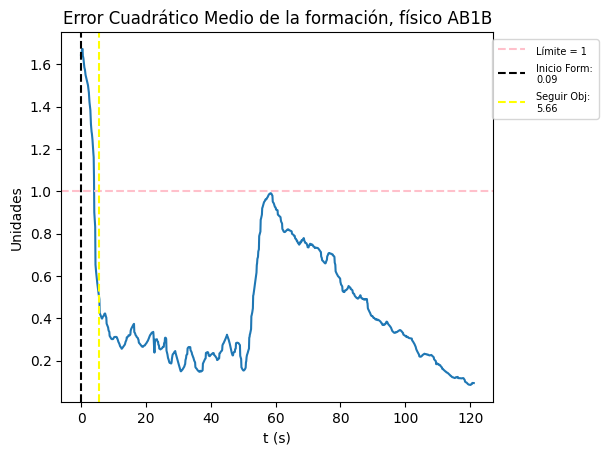 Error Cuadrático Medio de la formación, físico AB1B
Límite = 1
Inicio Form:
0.09
Seguir Obj:
5.66
Unidades
1.6
1.4
1.2
1.0
0.8
0.6
0.4
0.2
0 20 40 60 80 100 120
t (s)